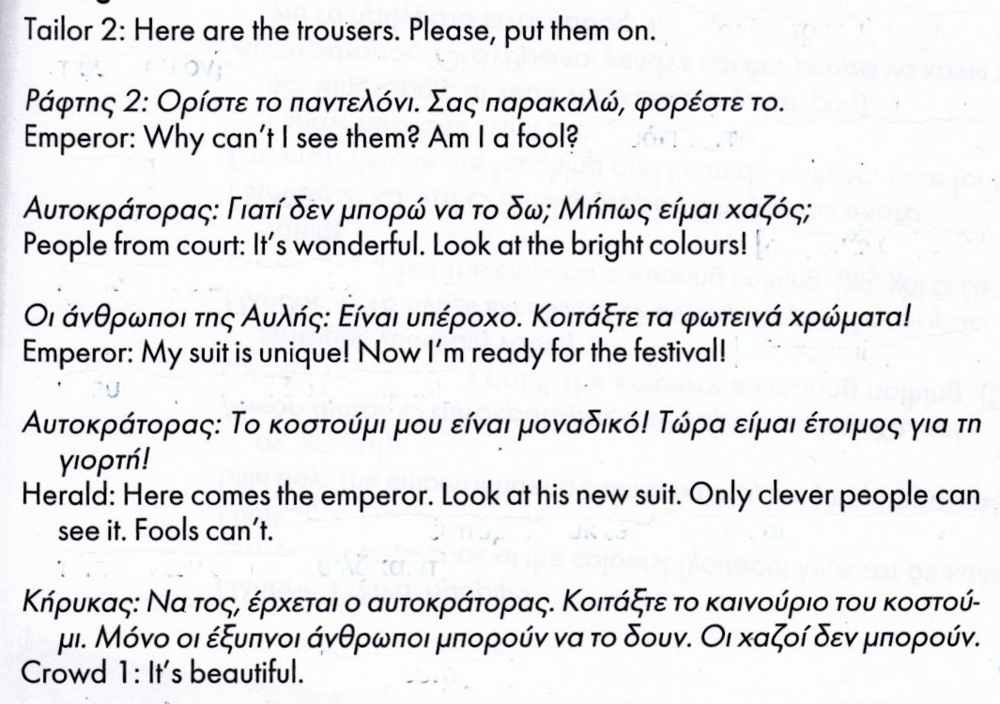 Tailor 2: Here are the trousers. Please, put them on.
Ράφτης 2: Ορίστε το παντελόνι. Σας παρακαλώ, φορέστε το.
Emperor: Why can't I see them? Am I a fool?
Αυτοκράτορας: Γιατί δεν μπορώ να το δω; Μήπως είμαι χαζός;
People from court: It's wonderful. Look at the bright colours!
Οι άνθρωποι της Αυλής: Είναι υπέροχο. Κοιτάξτε τα φωτεινά χρώματα!
Emperor: My suit is unique! Now I'm ready for the festival!
Αυτοκράτορας: Το κοστούμι μου είναι μοναδικό! Τώρα είμαι έτοιμος για τη
γιορτή!
Herald: Here comes the emperor. Look at his new suit. Only clever people can
see it. Fools can't.
Κήρυκας: Να τος, έρχεται ο αυτοκράτορας. Κοιτάξτε το καινούριο του κοστού-
μι. Μόνο οι έξυπνοι άνθρωποι μπορούν να το δουν. Οι χαζοί δεν μπορούν.
Crowd 1: It's beautiful.